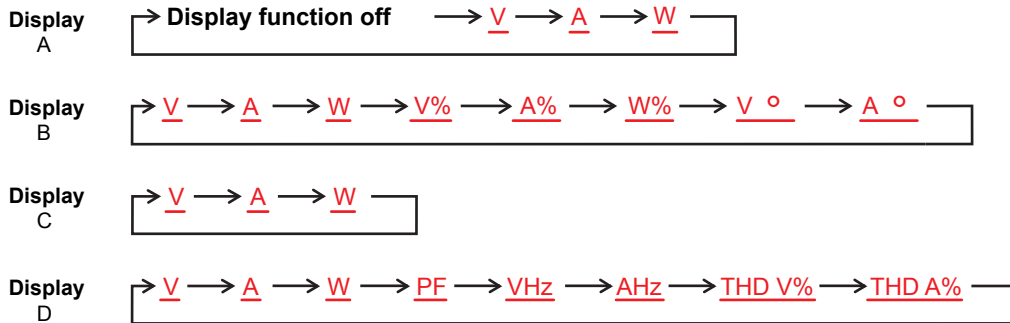 Display A Display function off V A W
Display B V A W V% A% W% V ° A °
Display C V A W
Display D V A W PF VHz AHz THD V% THD A%